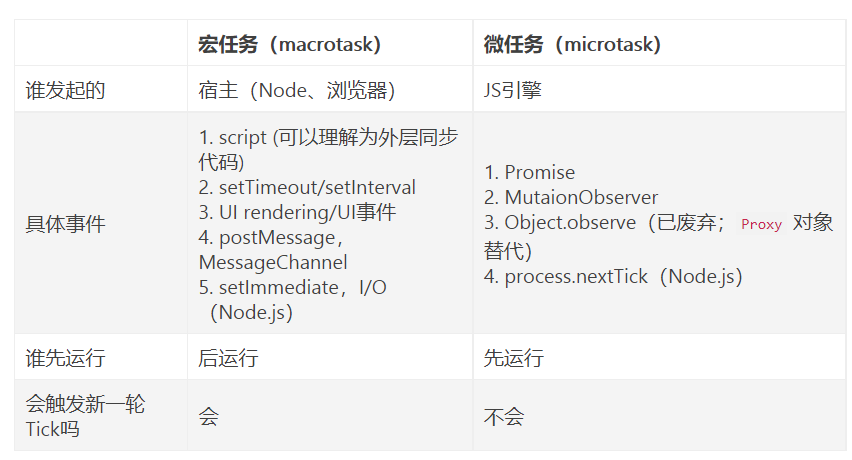 宏任务（macrotask）
微任务（microtask）
谁发起的
宿主（Node、浏览器）
JS引擎
具体事件
1. script (可以理解为外层同步
代码)
2. setTimeout/setInterval
3. UI rendering/UI事件
4. postMessage，
MessageChannel
5. setImmediate，I/O
（Node.js）
1. Promise
2. MutaionObserver
3. Object.observe（已废弃； Proxy 对象
替代）
4. process.nextTick（Node.js）
谁先运行
后运行
先运行
会触发新一轮
Tick吗
会
不会